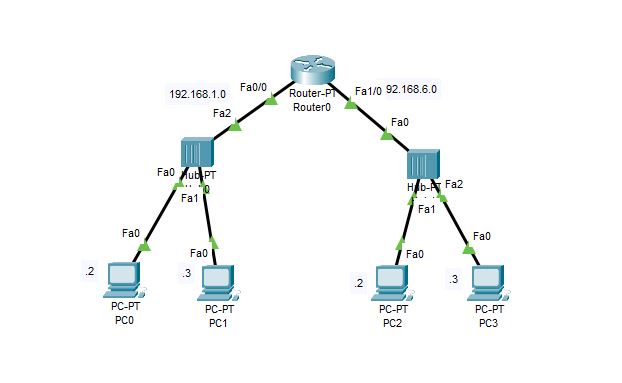 Router-PT
Router0
192.168.1.0
Fa0/0
Fa1/0
92.168.6.0
Fa2
Fa0
Fa0
Hub-PT
0
Fa1
Hub-PT
Fa2
Fa1
Fa0
Fa0
Fa0
Fa0
.2
.3
.2
.3
PC-PT
PC0
PC-PT
PC1
PC-PT
PC2
PC-PT
PC3